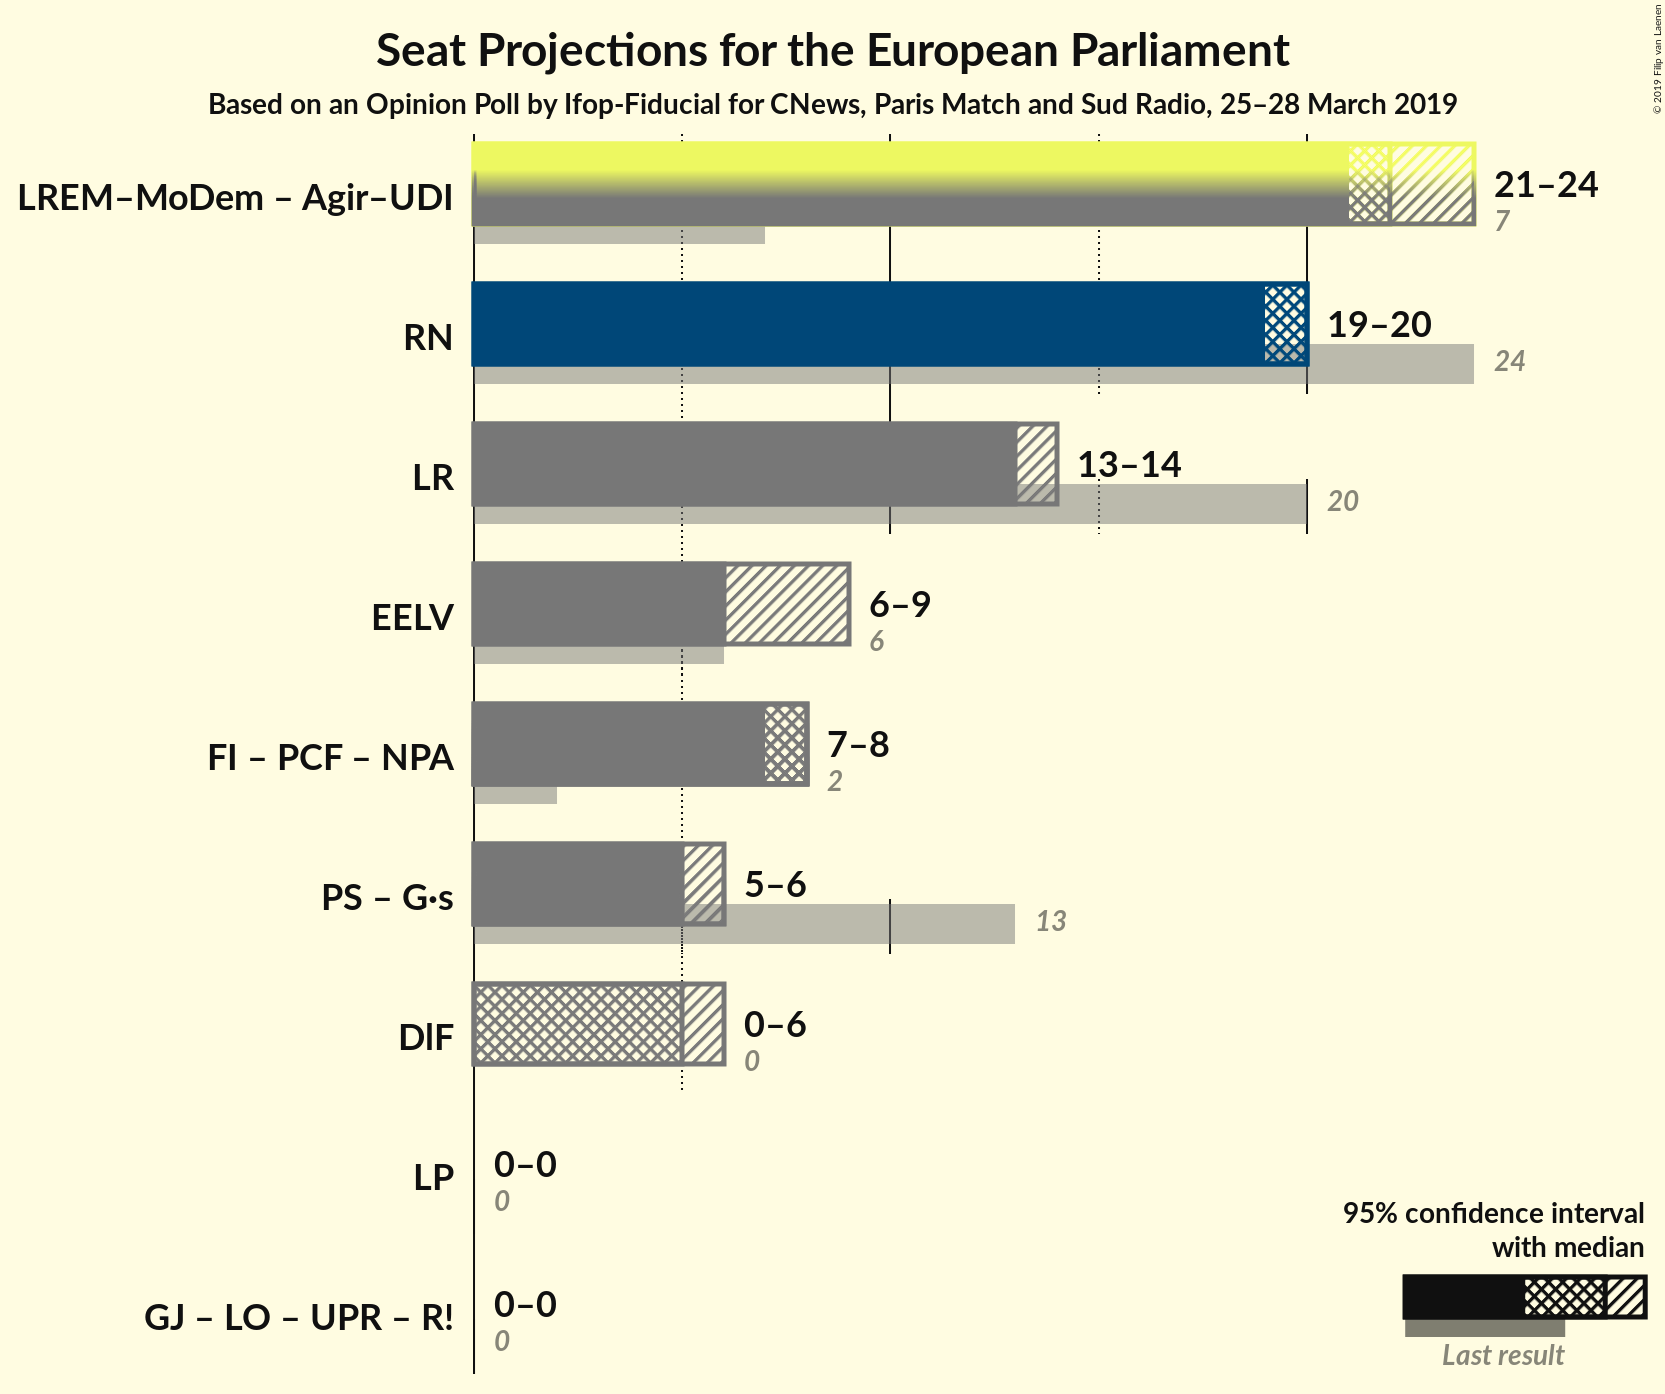 Seat Projections for the European Parliament
Based on an Opinion Poll by Ifop-Fiducial for CNews, Paris Match and Sud Radio, 25–28 March 2019
© 2019 Filip van Laenen
LREM–MoDem – Agir–UDI
21–24
7
RN
19–20
24
LR
13–14
20
EELV
6–9
6
FI – PCF – NPA
7–8
2
PS – G·s
5–6
13
DlF
0–6
0
LP
0–0
0
GJ – LO – UPR – R!
0–0
0
95% confidence interval
with median
Last result